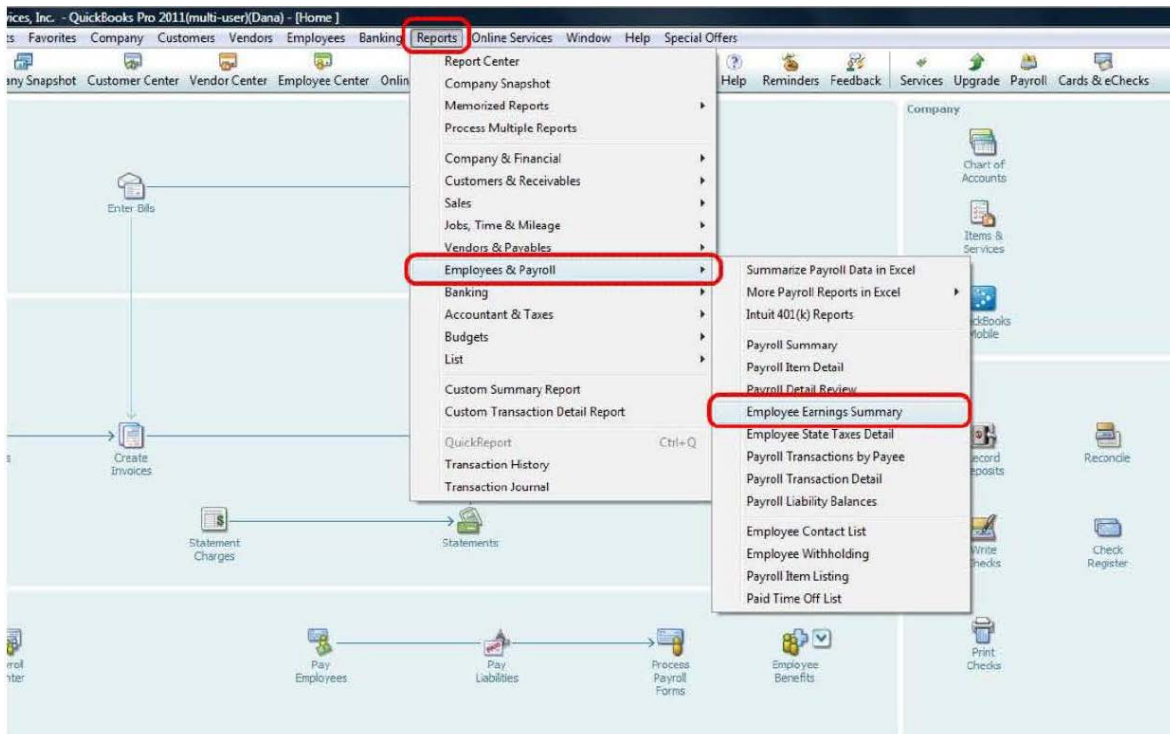 ices, Inc. - QuickBooks Pro 2011(multi-user)(Dana) - [Home ]
Favorites Company Customers Vendors Employees Banking Reports Online Services Window Help Special Offers
any Snapshot Customer Center Vendor Center Employee Center Onlin Help Reminders Feedback Services Upgrade Payroll Cards & eChecks
Report Center
Company Snapshot
Memorized Reports
Process Multiple Reports
Company & Financial
Customers & Receivables
Sales
Jobs, Time & Mileage
Vendors & Payables
Employees & Payroll
Banking
Accountant & Taxes
Budgets
List
Custom Summary Report
Custom Transaction Detail Report
QuickReport Ctrl+Q
Transaction History
Transaction Journal
Summarize Payroll Data in Excel
More Payroll Reports in Excel
Intuit 401(k) Reports
Payroll Summary
Payroll Item Detail
Payroll Detail Review
Employee Earnings Summary
Employee State Taxes Detail
Payroll Transactions by Payee
Payroll Transaction Detail
Payroll Liability Balances
Employee Contact List
Employee Withholding
Payroll Item Listing
Paid Time Off List
Company
Chart of
Accounts
Items &
Services
ckBooks
Mobile
Enter Bills
Create
Invoices
Statement
Charges
Statements
ecord
eposits
Reconcile
Write
Checks
Check
Register
Print
Checks
Pay
Employees
Pay
Liabilities
Process
Payroll
Forms
Employee
Benefits